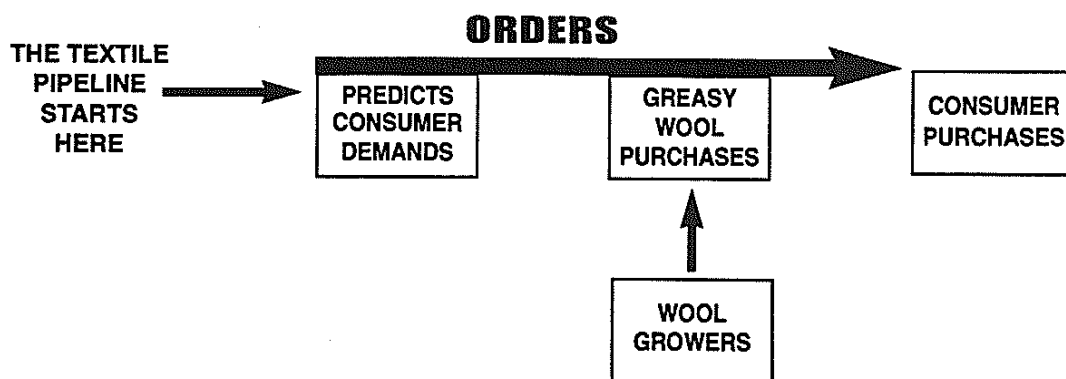 ORDERS
THE TEXTILE
PIPELINE
STARTS
HERE
PREDICTS
CONSUMER
DEMANDS
GREASY
WOOL
PURCHASES
CONSUMER
PURCHASES
WOOL
GROWERS